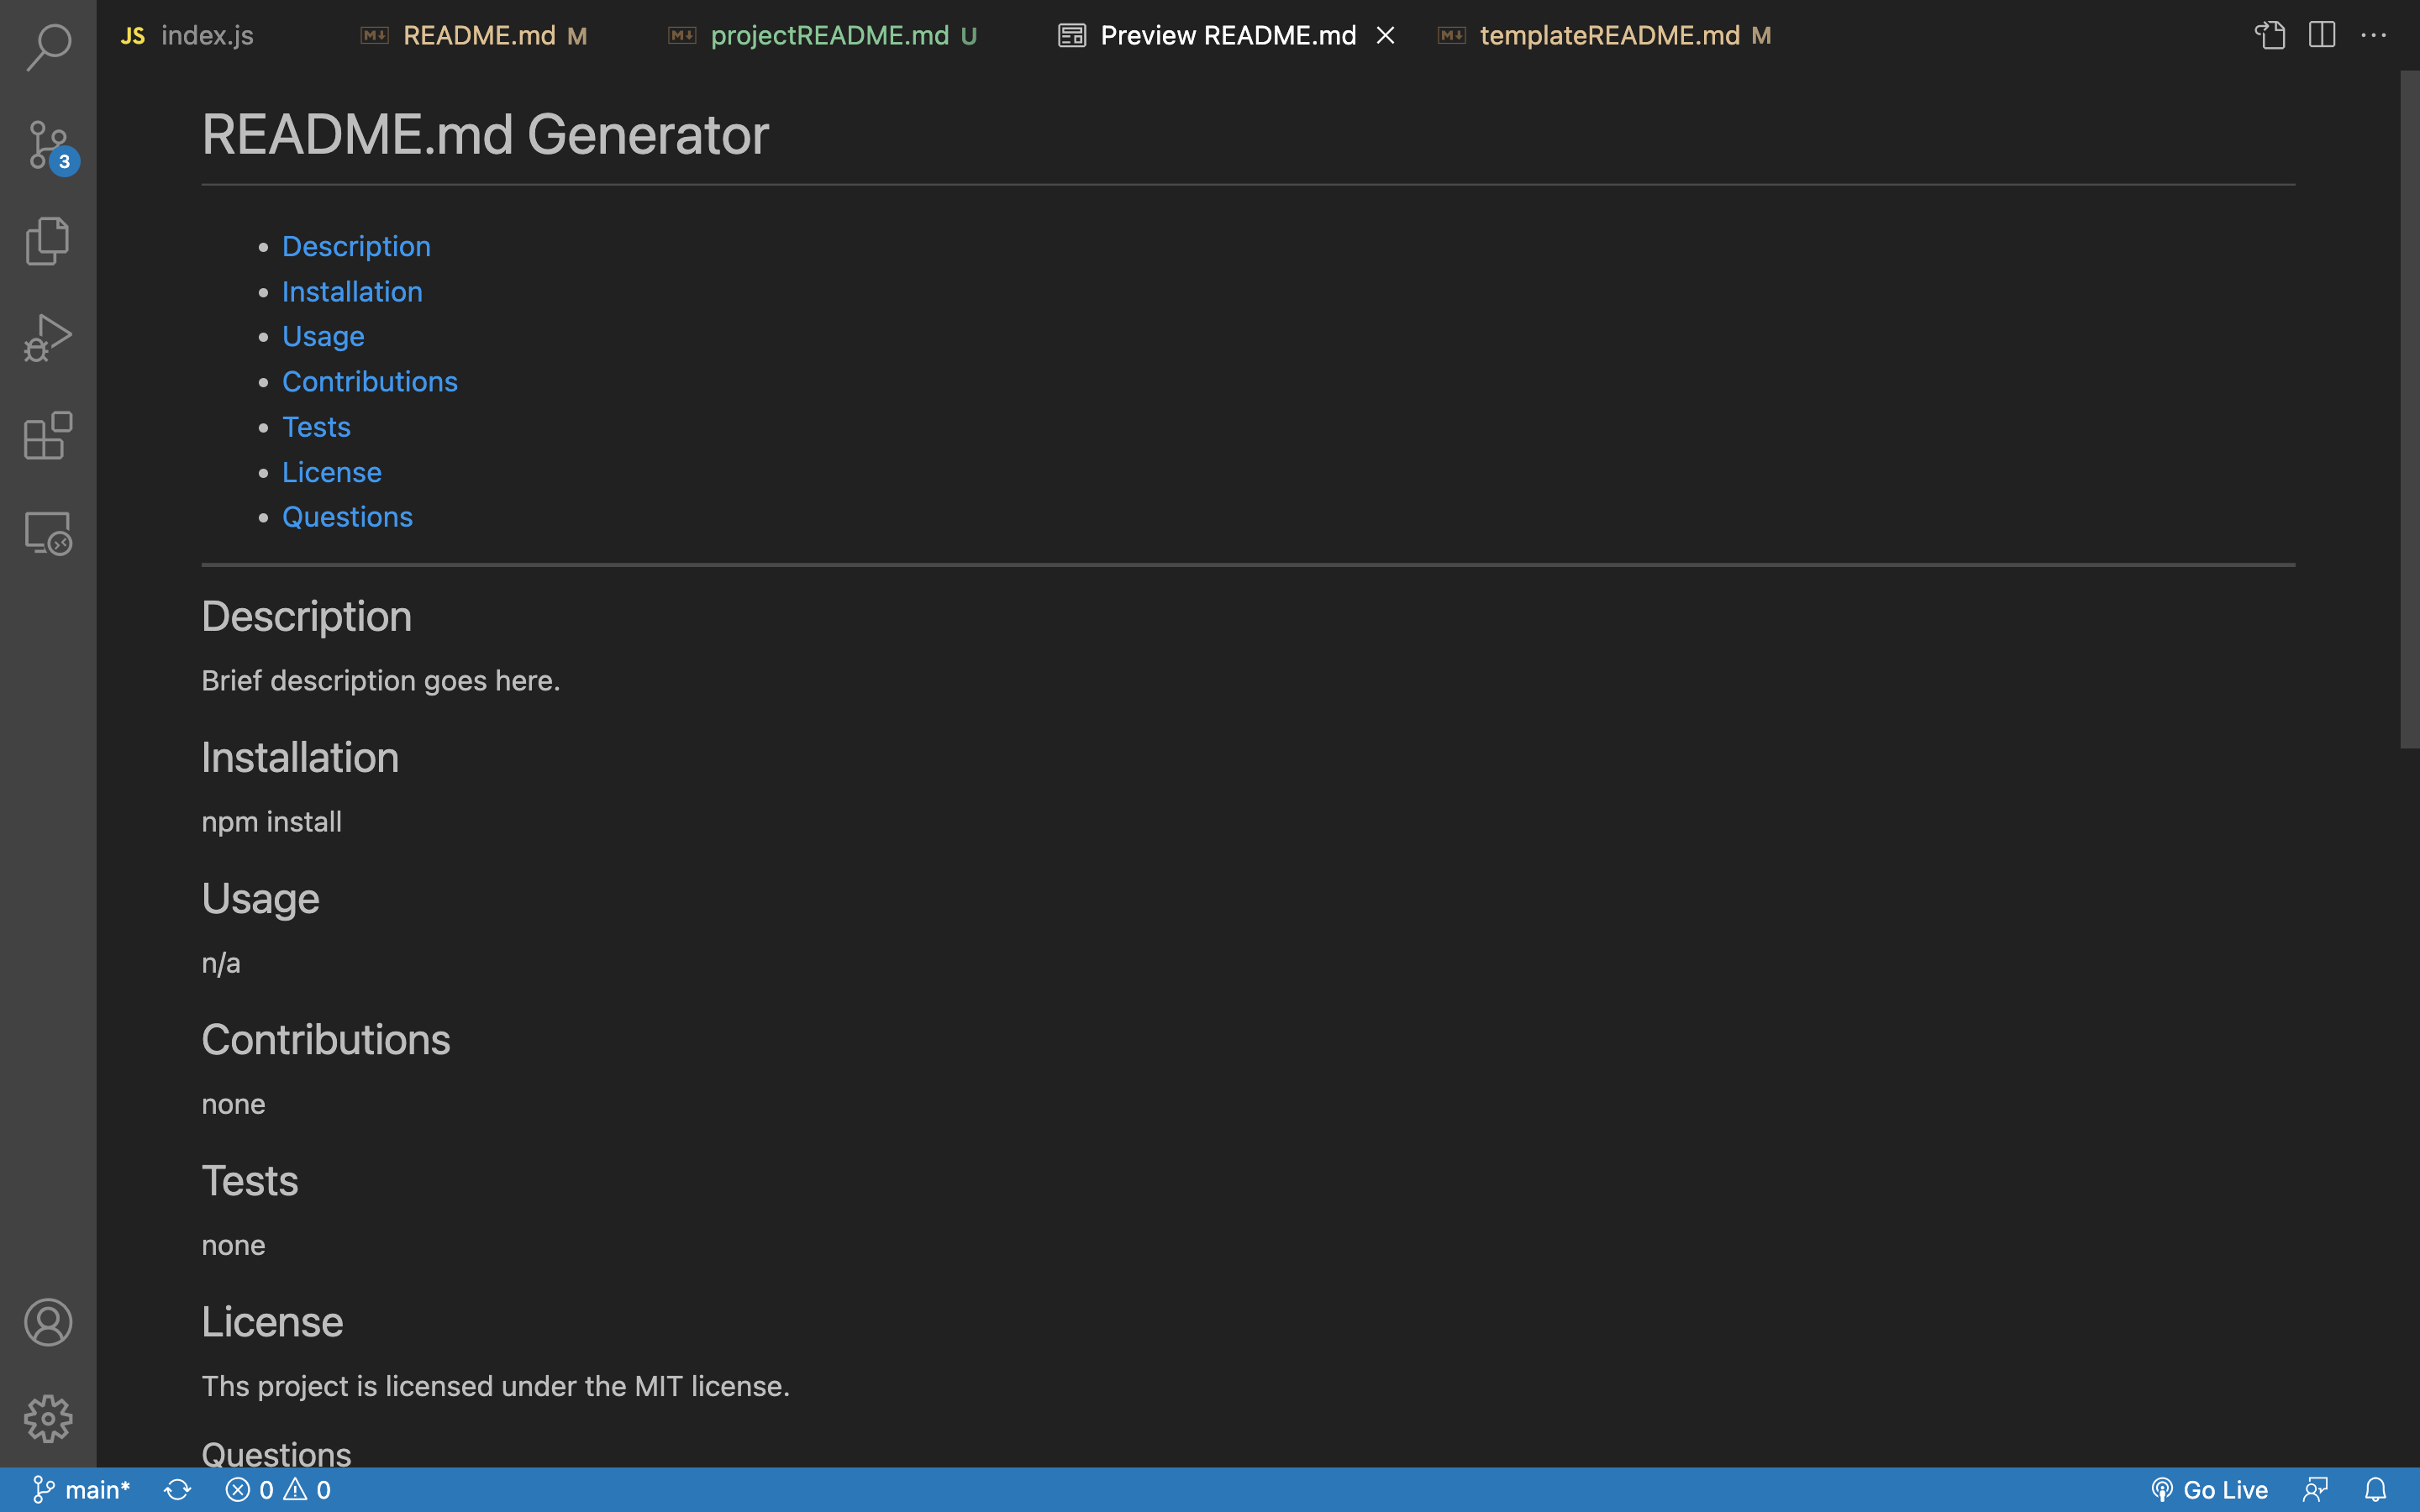 JS index.js README.md M projectREADME.md U Preview README.md templateREADME.md M
3
README.md Generator
Description
Installation
Usage
Contributions
Tests
License
Questions
Description
Brief description goes here.
Installation
npm install
Usage
n/a
Contributions
none
Tests
none
License
Ths project is licensed under the MIT license.
Questions
main* 0 0 Go Live